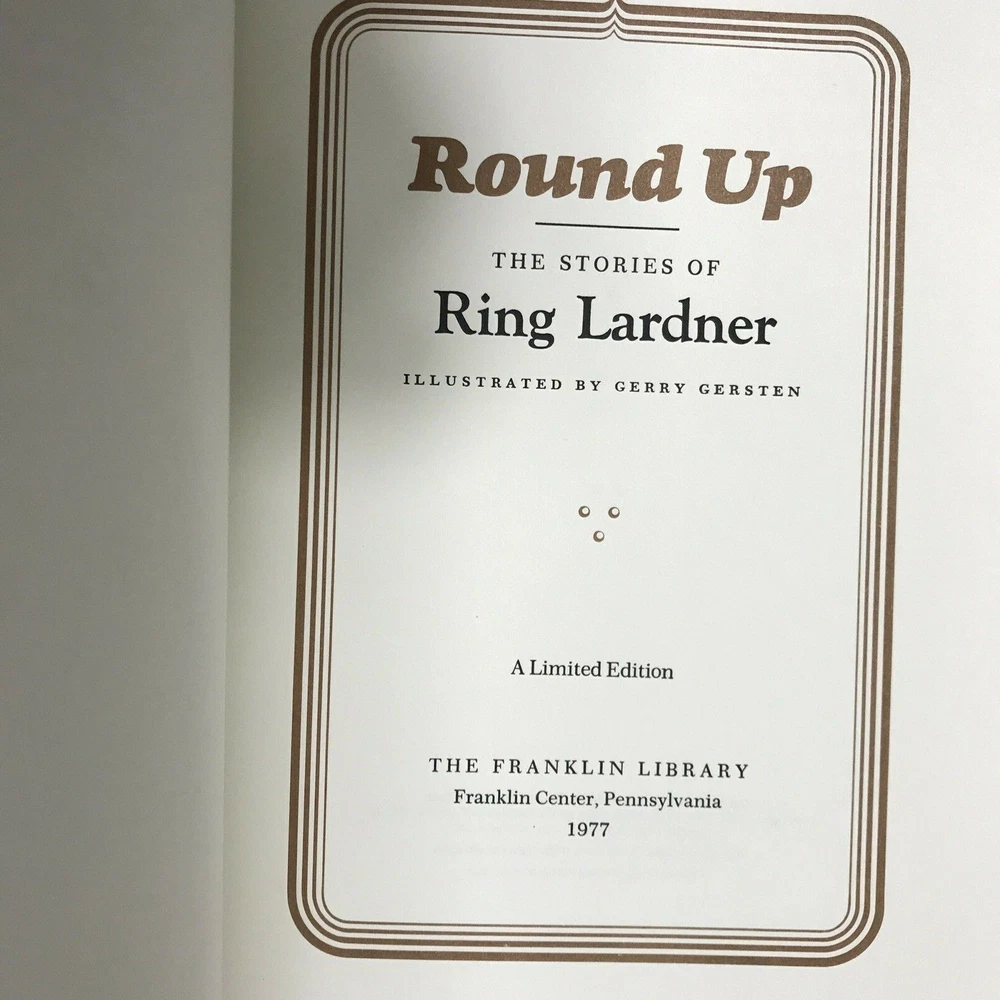 Round Up
THE STORIES OF
Ring Lardner
ILLUSTRATED BY GERRY GERSTEN
A Limited Edition
THE FRANKLIN LIBRARY
Franklin Center, Pennsylvania
1977